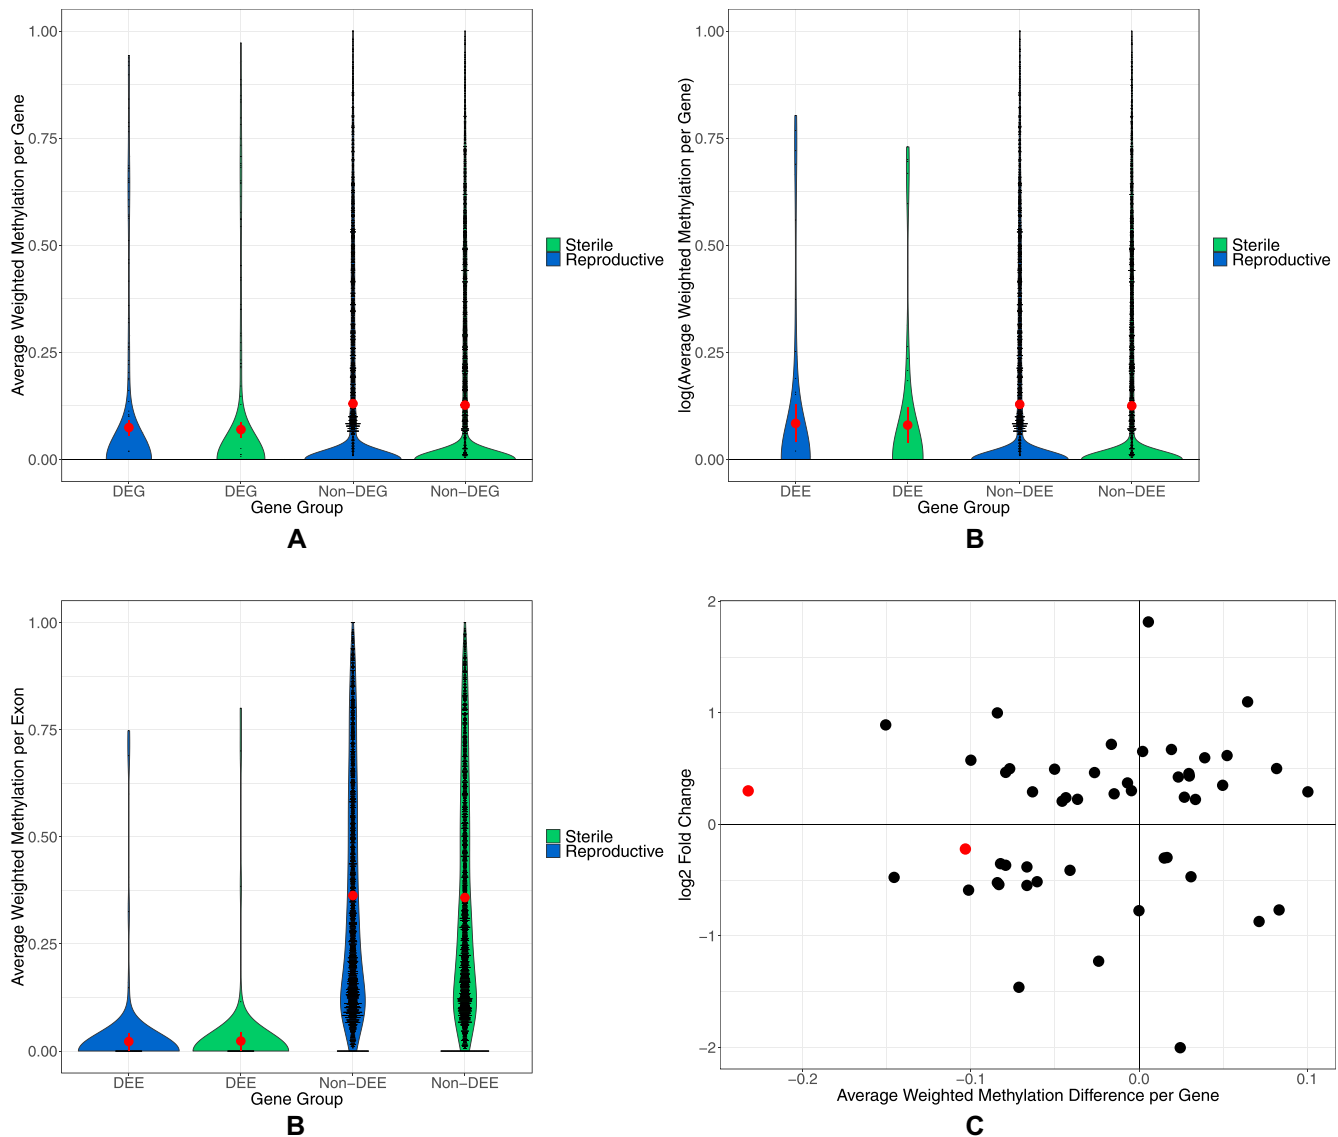 Average Weighted Methylation per Gene
1.00
0.75
0.50
0.25
0.00
DEG DEG Non−DEG Non−DEG
Gene Group
Sterile
Reproductive
A
log(Average Weighted Methylation per Gene)
1.00
0.75
0.50
0.25
0.00
DEE DEE Non−DEE Non−DEE
Gene Group
Sterile
Reproductive
B
Average Weighted Methylation per Exon
1.00
0.75
0.50
0.25
0.00
DEE DEE Non−DEE Non−DEE
Gene Group
Sterile
Reproductive
B
log2 Fold Change
2
1
0
−1
−2
−0.2 −0.1 0.0 0.1
Average Weighted Methylation Difference per Gene
C